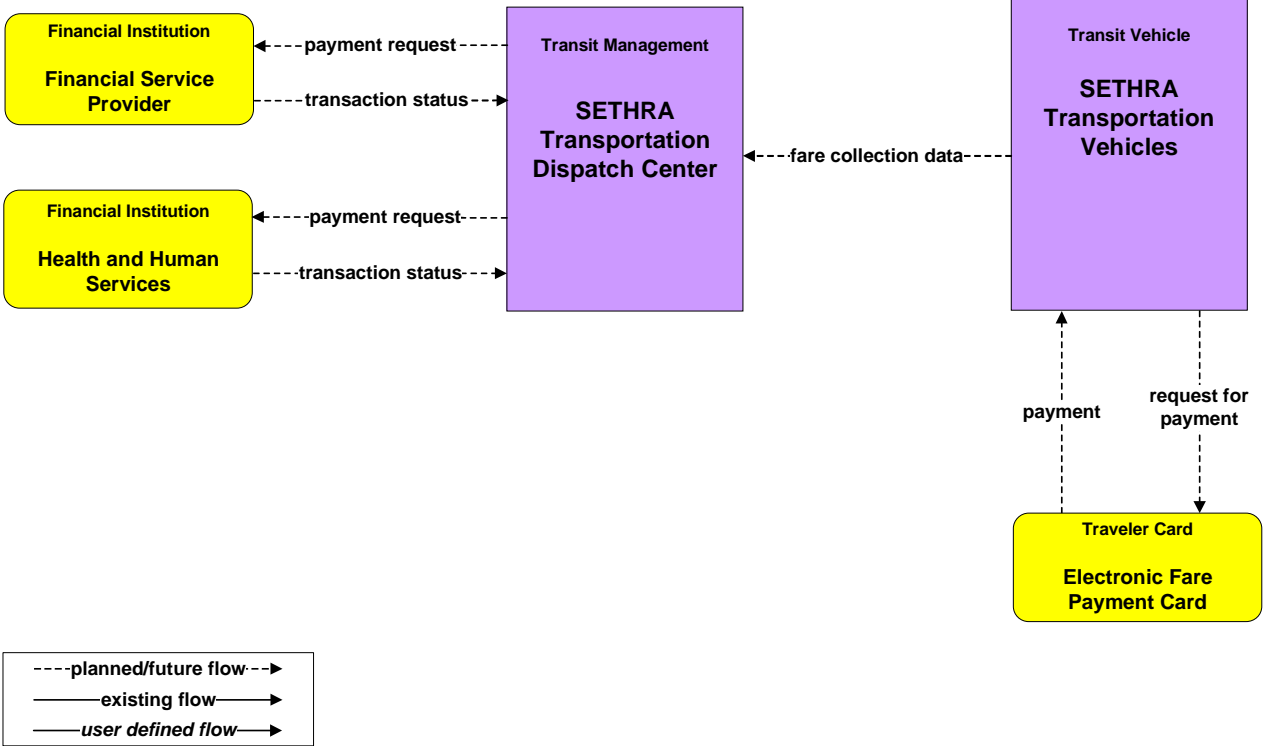 Financial Institution
Financial Service
Provider
payment request
transaction status
Transit Management
SETHRA
Transportation
Dispatch Center
Transit Vehicle
SETHRA
Transportation
Vehicles
fare collection data
Financial Institution
Health and Human
Services
payment request
transaction status
payment
request for
payment
Traveler Card
Electronic Fare
Payment Card
planned/future flow
existing flow
user defined flow